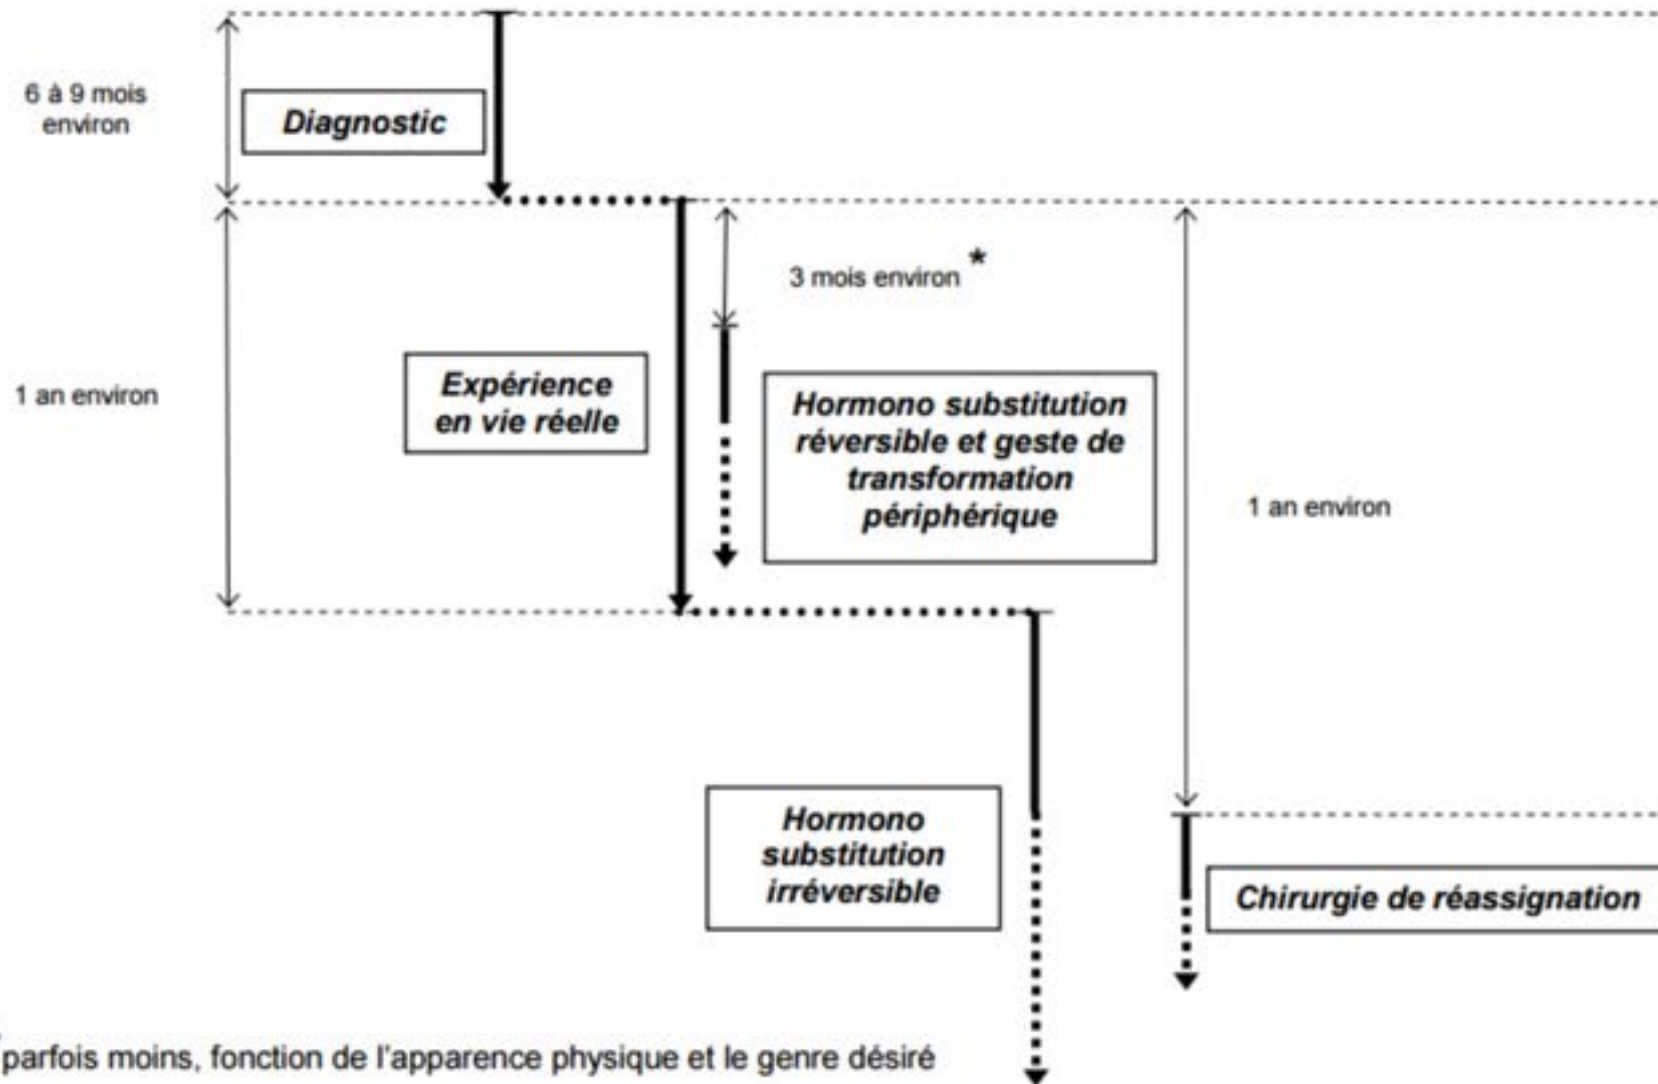 6 à 9 mois
environ
Diagnostic
3 mois environ *
1 an environ
Expérience
en vie réelle
Hormono substitution
réversible et geste de
transformation
périphérique
1 an environ
Hormono
substitution
irréversible
Chirurgie de réassignation
parfois moins, fonction de l'apparence physique et le genre désiré